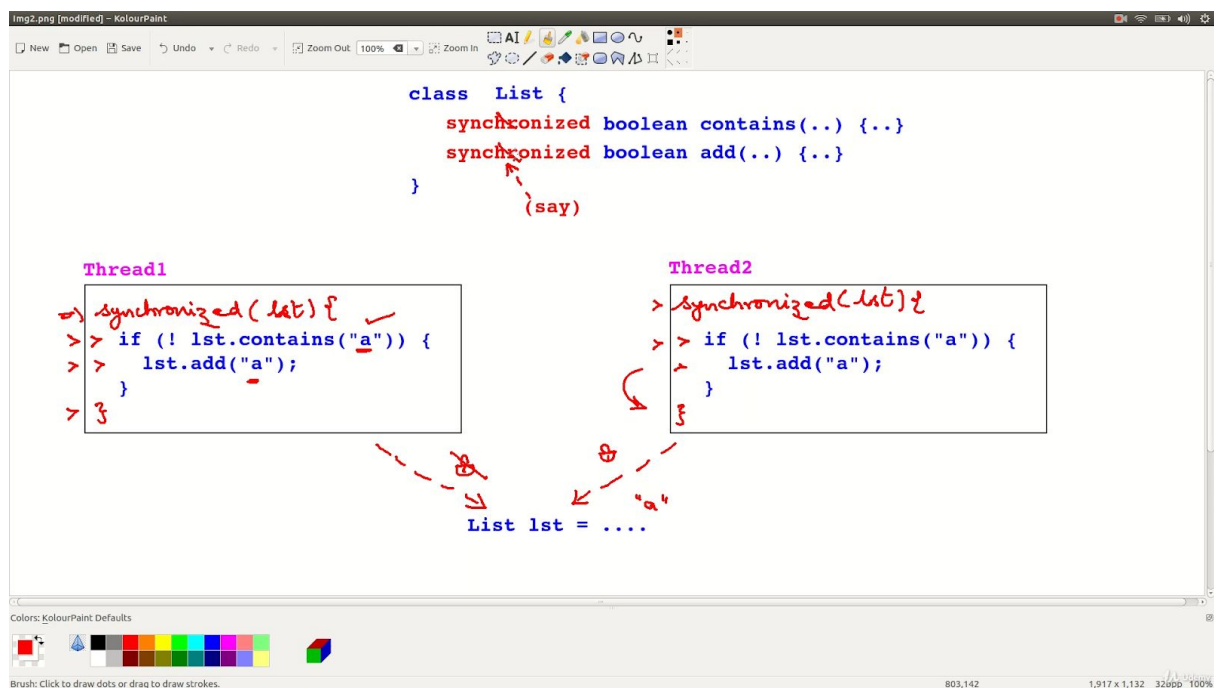 Img2.png [modified] – KolourPaint
New Open Save Undo Redo Zoom Out 100% Zoom In
class List {
synchronized boolean contains(..) {..}
synchronized boolean add(..) {..}
}
(say)
Thread1
synchronized (lst) {
if (! lst.contains("a")) {
lst.add("a");
}
}
Thread2
synchronized (lst) {
if (! lst.contains("a")) {
lst.add("a");
}
}
"a"
List lst = ....
Colors: KolourPaint Defaults
Brush: Click to draw dots or drag to draw strokes. 803,142 1,917 x 1,132 32bpp 100%
Udemy